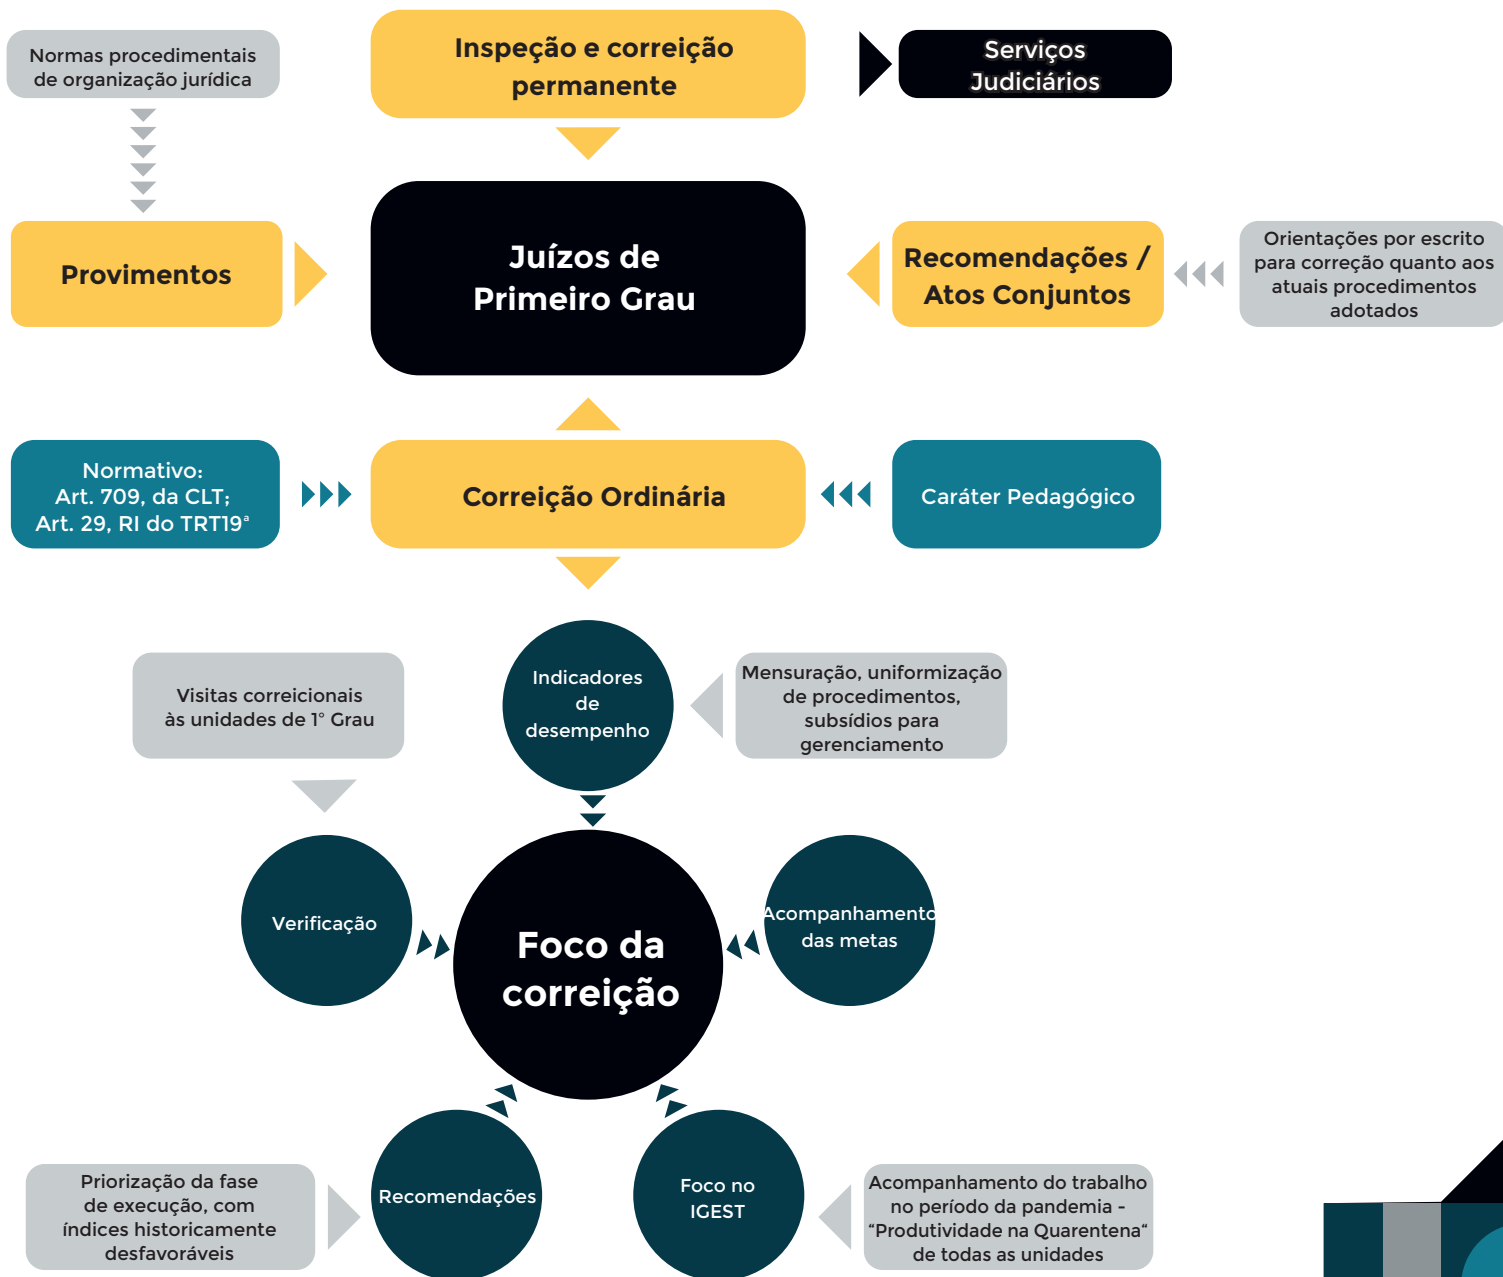 Normas procedimentais
de organização jurídica
Inspeção e correição
permanente
Serviços
Judiciários
Provimentos
Juízos de
Primeiro Grau
Recomendações /
Atos Conjuntos
Orientações por escrito
para correção quanto aos
atuais procedimentos
adotados
Normativo:
Art. 709, da CLT;
Art. 29, RI do TRT19ª
Correição Ordinária
Caráter Pedagógico
Visitas correicionais
às unidades de 1° Grau
Indicadores
de
desempenho
Mensuração, uniformização
de procedimentos,
subsídios para
gerenciamento
Verificação
Foco da
correição
Acompanhamento
das metas
Priorização da fase
de execução, com
índices historicamente
desfavoráveis
Recomendações
Foco no
IGEST
Acompanhamento do trabalho
no período da pandemia -
“Produtividade na Quarentena“
de todas as unidades